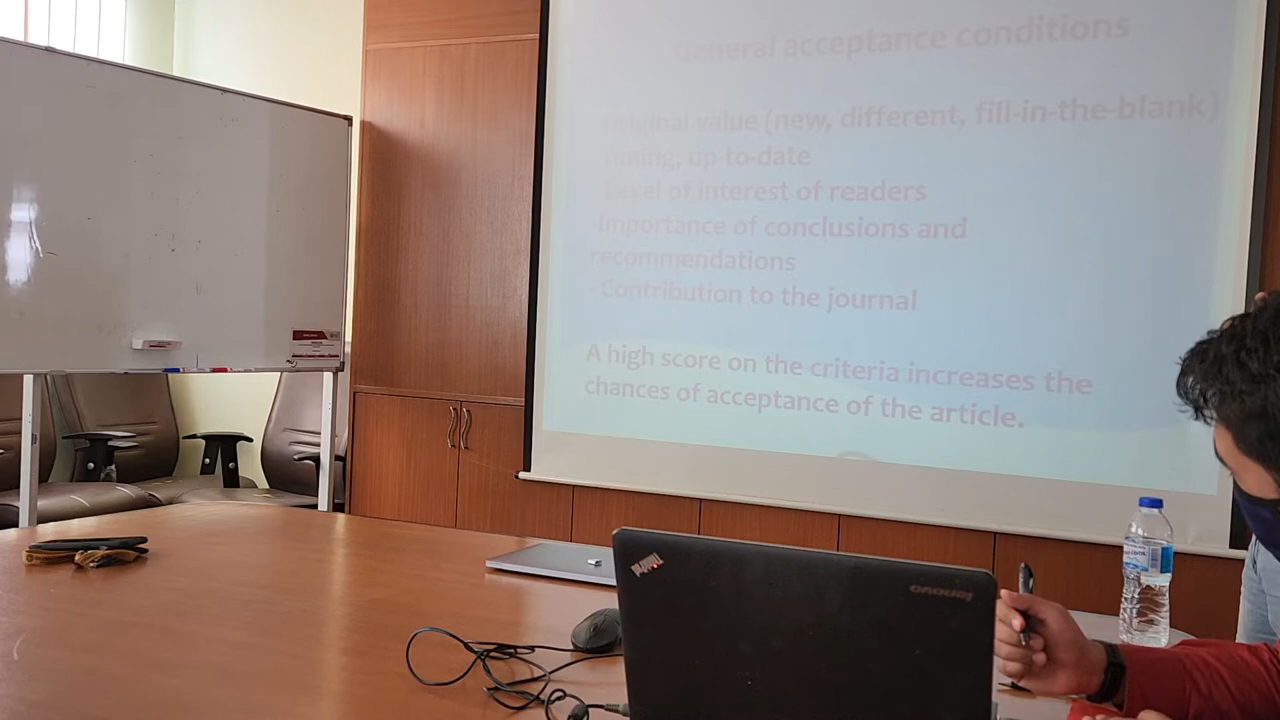 General acceptance conditions
Original value (new, different, fill-in-the-blank)
- Timing, up-to-date
- Level of interest of readers
-Importance of conclusions and
recommendations
- Contribution to the journal
A high score on the criteria increases the
chances of acceptance of the article.
ThinkPad
lenovo